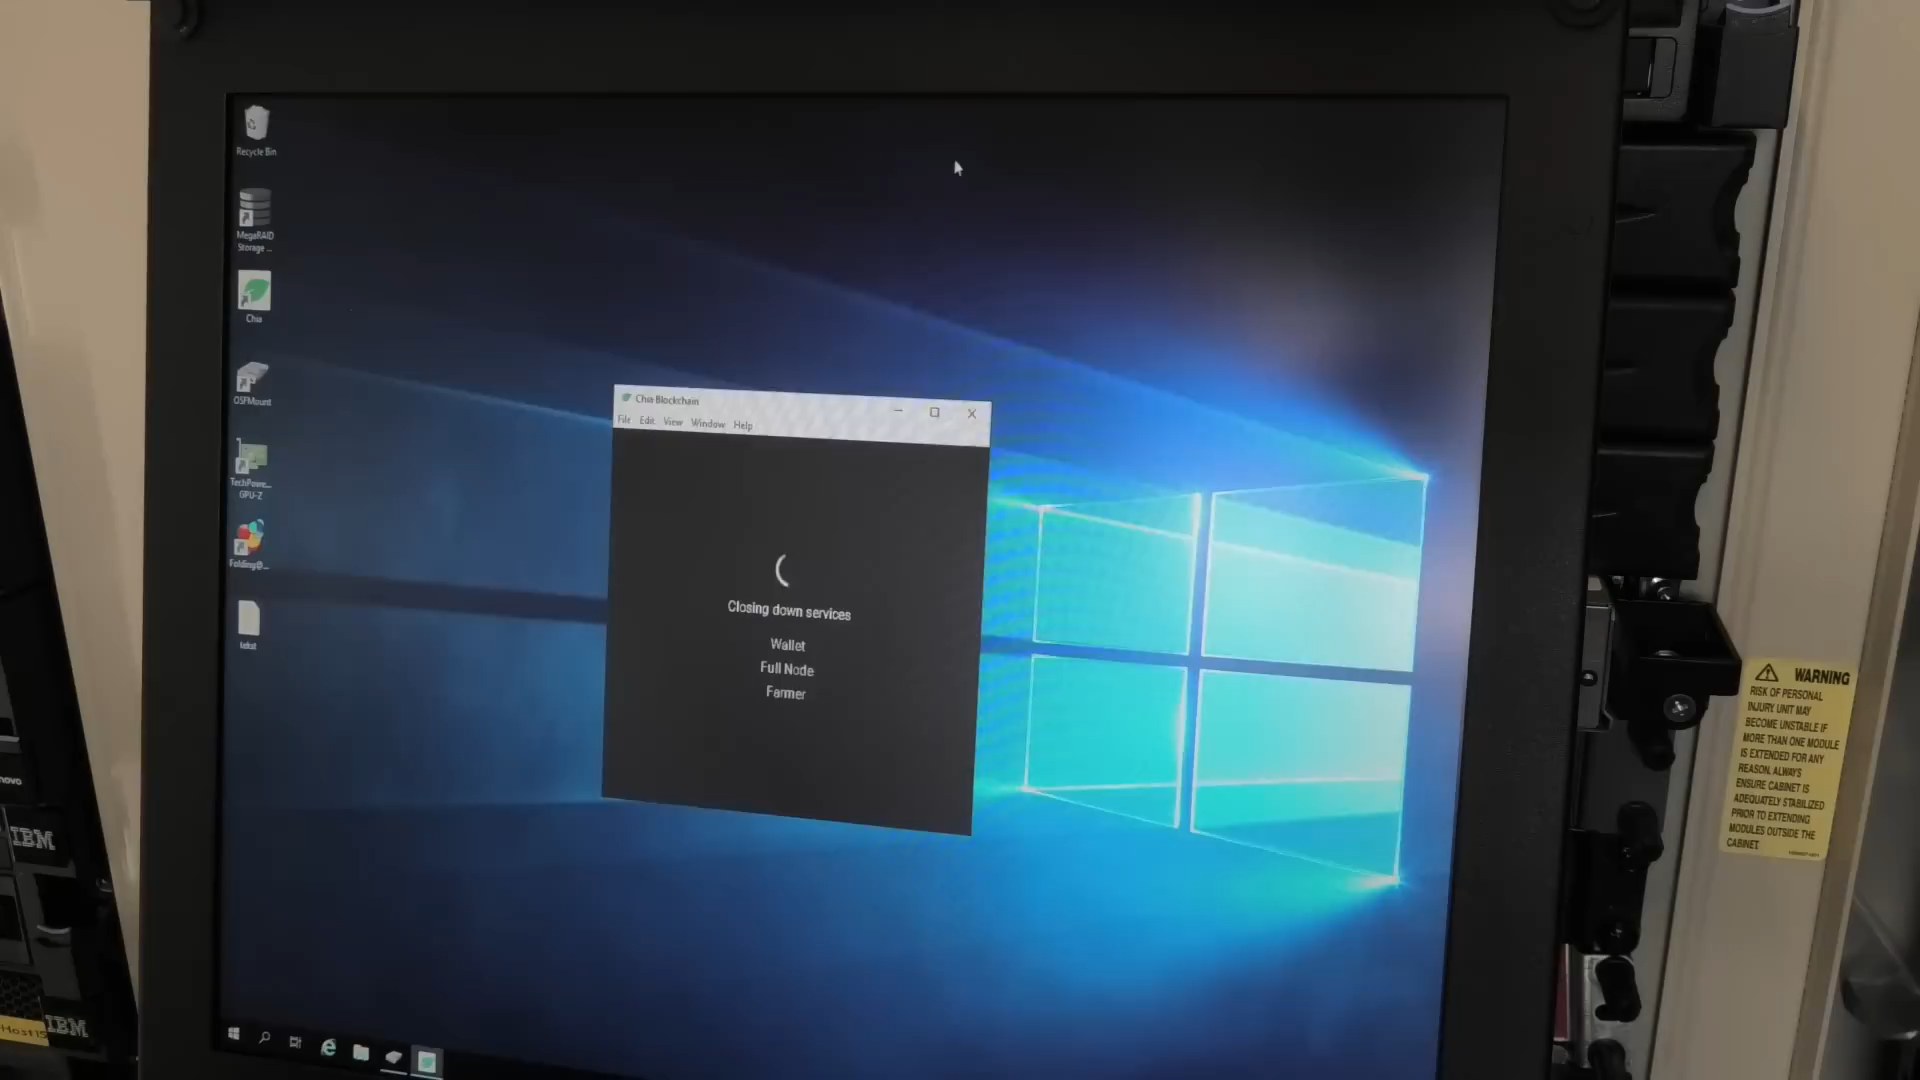 Recycle Bin
MegaRAID
Storage ...
Chia
OSFMount
TechPowe...
GPU-Z
Folding@...
tekst
Chia Blockchain
File Edit View Window Help
Closing down services
Wallet
Full Node
Farmer
novo
IBM
Host15
IBM
WARNING
RISK OF PERSONAL
INJURY. UNIT MAY
BECOME UNSTABLE IF
MORE THAN ONE MODULE
IS EXTENDED FOR ANY
REASON. ALWAYS
ENSURE CABINET IS
ADEQUATELY STABILIZED
PRIOR TO EXTENDING
MODULES OUTSIDE THE
CABINET.